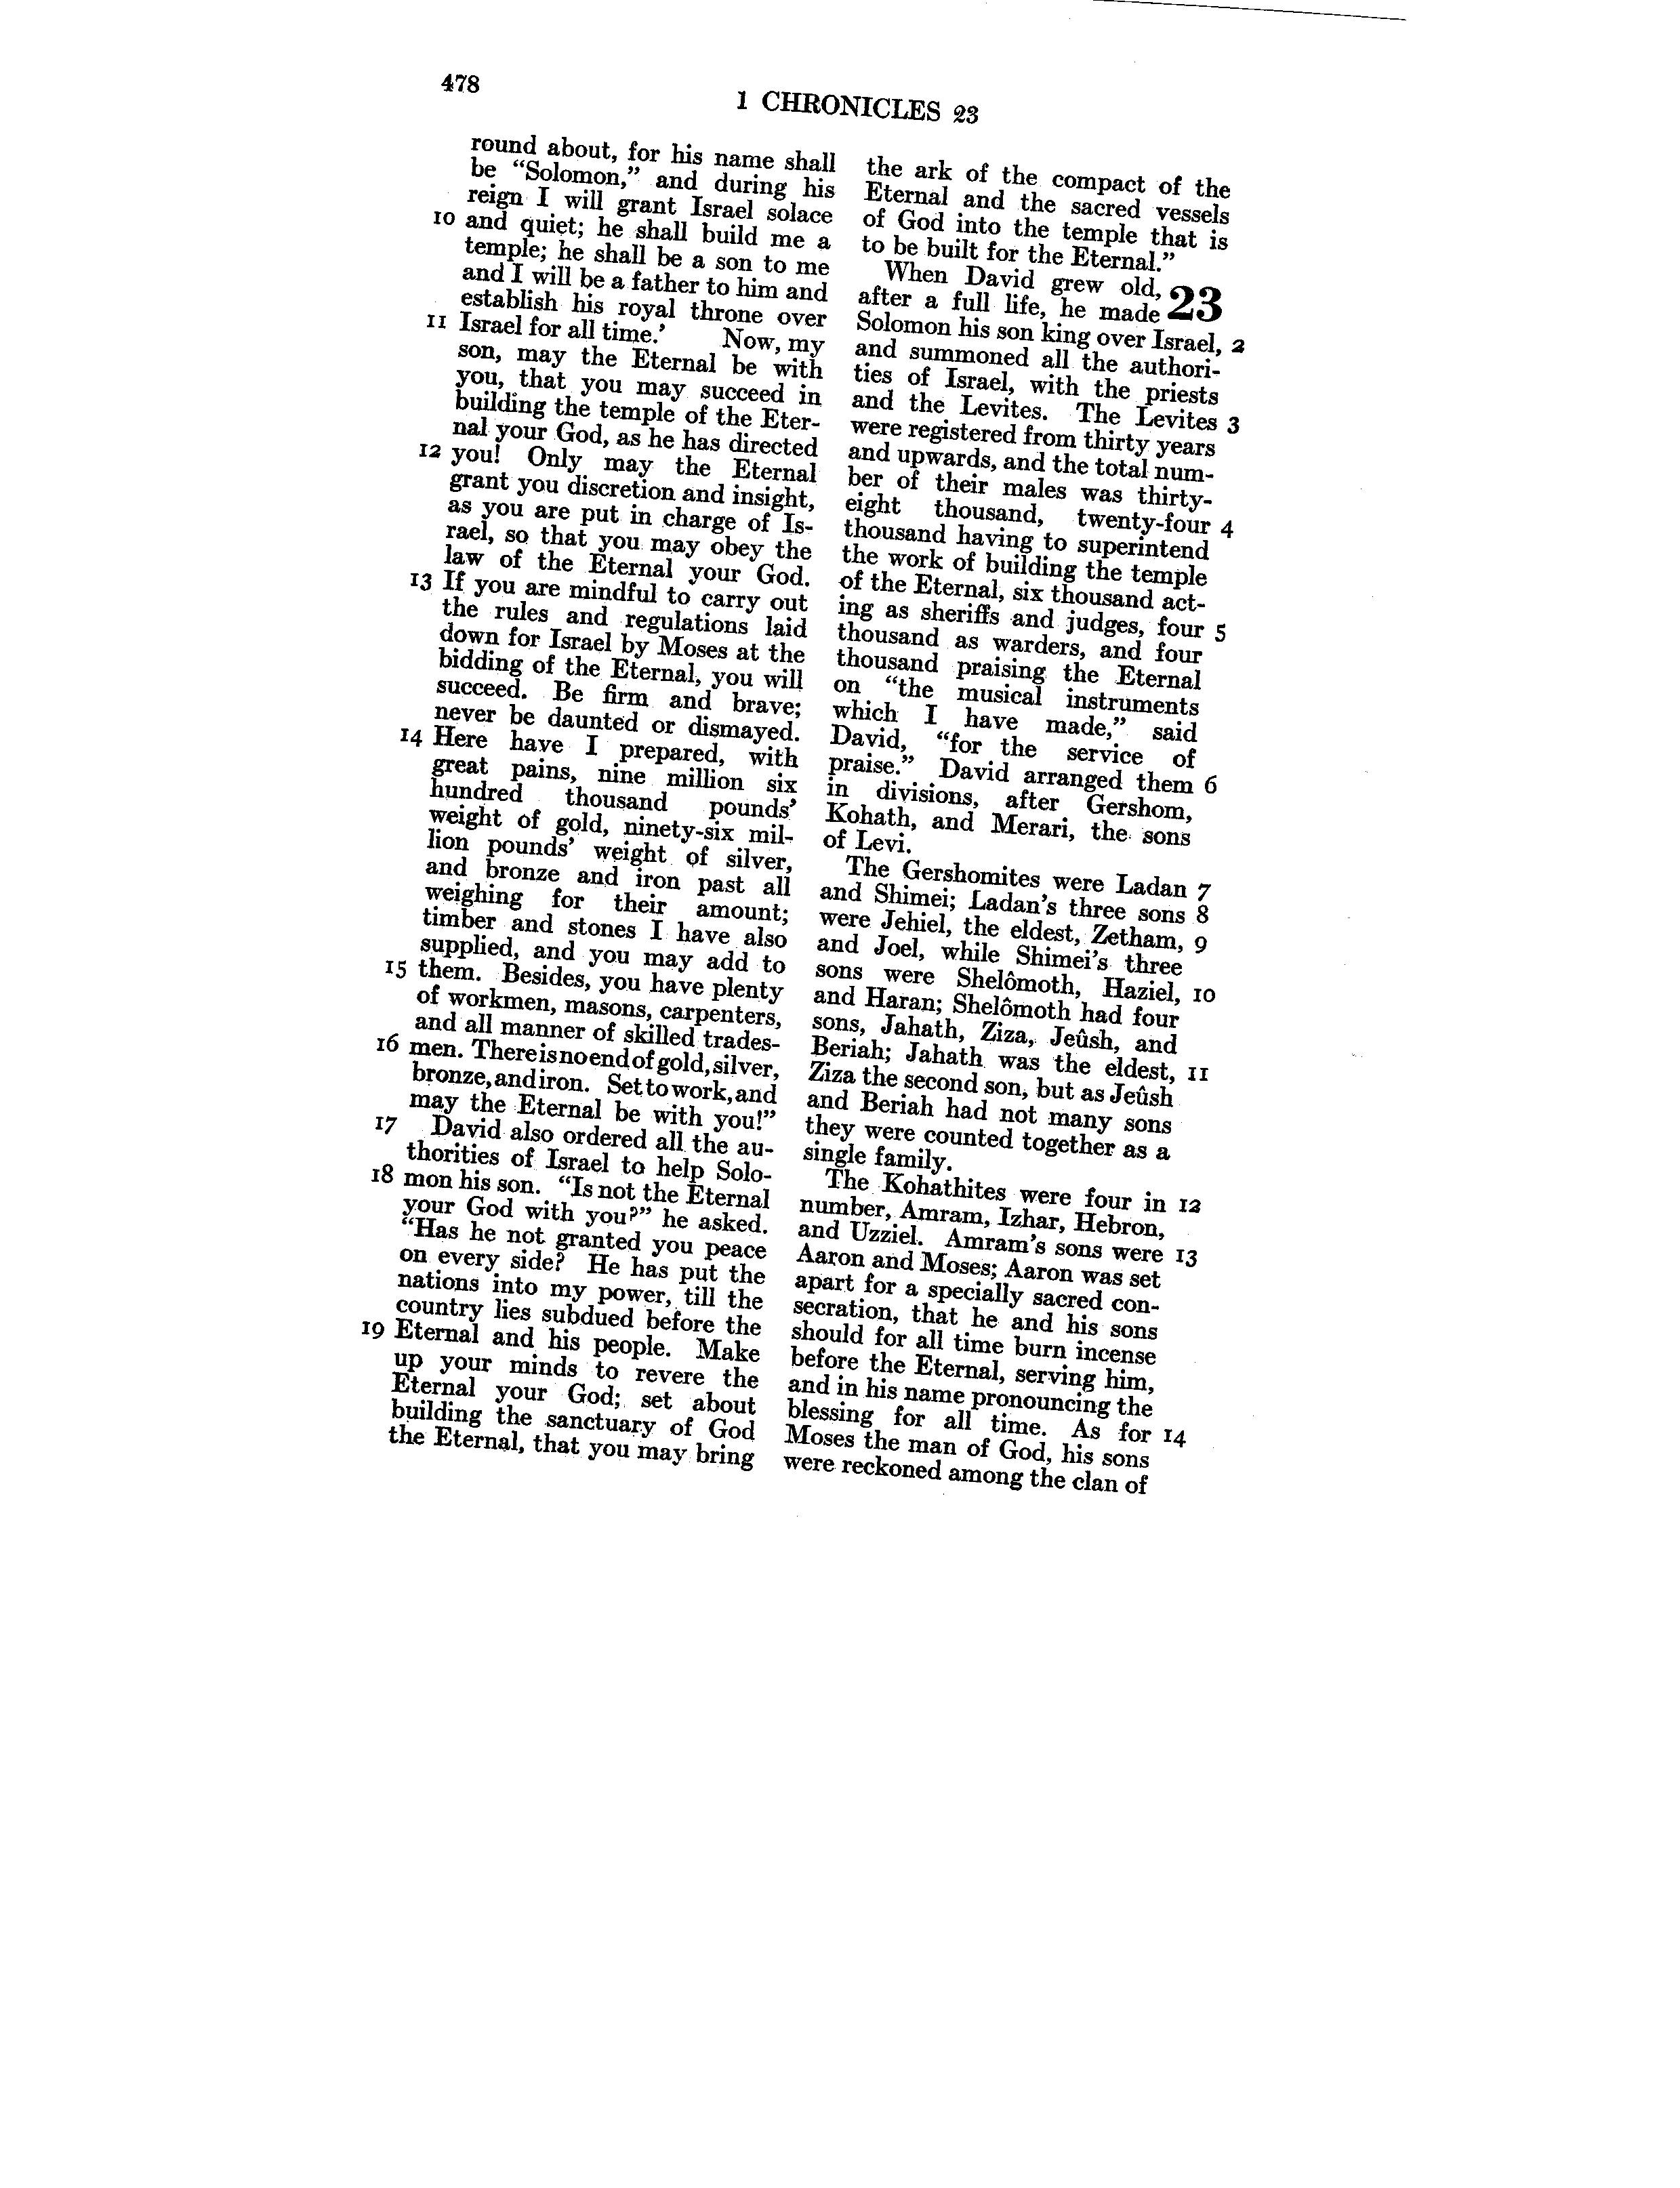 478
1 CHRONICLES 23
round about, for his name shall
be “Solomon,” and during his
reign I will grant Israel solace
10 and quiet; he shall build me a
temple; he shall be a son to me
and I will be a father to him and
establish his royal throne over
11 Israel for all time.’ Now, my
son, may the Eternal be with
you, that you may succeed in
building the temple of the Eter-
nal your God, as he has directed
12 you! Only may the Eternal
grant you discretion and insight,
as you are put in charge of Is-
rael, so that you may obey the
law of the Eternal your God.
13 If you are mindful to carry out
the rules and regulations laid
down for Israel by Moses at the
bidding of the Eternal, you will
succeed. Be firm and brave;
never be daunted or dismayed.
14 Here have I prepared, with
great pains, nine million six
hundred thousand pounds’
weight of gold, ninety-six mil-
lion pounds’ weight of silver,
and bronze and iron past all
weighing for their amount;
timber and stones I have also
supplied, and you may add to
15 them. Besides, you have plenty
of workmen, masons, carpenters,
and all manner of skilled trades-
16 men. There is no end of gold, silver,
bronze, and iron. Set to work, and
may the Eternal be with you!”
17 David also ordered all the au-
thorities of Israel to help Solo-
18 mon his son. “Is not the Eternal
your God with you?” he asked.
“Has he not granted you peace
on every side? He has put the
nations into my power, till the
country lies subdued before the
19 Eternal and his people. Make
up your minds to revere the
Eternal your God; set about
building the sanctuary of God
the Eternal, that you may bring
the ark of the compact of the
Eternal and the sacred vessels
of God into the temple that is
to be built for the Eternal.”
When David grew old, 23
after a full life, he made
Solomon his son king over Israel, 2
and summoned all the authori-
ties of Israel, with the priests
and the Levites. The Levites 3
were registered from thirty years
and upwards, and the total num-
ber of their males was thirty-
eight thousand, twenty-four 4
thousand having to superintend
the work of building the temple
of the Eternal, six thousand act-
ing as sheriffs and judges, four 5
thousand as warders, and four
thousand praising the Eternal
on “the musical instruments
which I have made,” said
David, “for the service of
praise.” David arranged them 6
in divisions, after Gershom,
Kohath, and Merari, the sons
of Levi.
The Gershomites were Ladan 7
and Shimei; Ladan’s three sons 8
were Jehiel, the eldest, Zetham, 9
and Joel, while Shimei’s three
sons were Shelômoth, Haziel, 10
and Haran; Shelômoth had four
sons, Jahath, Ziza, Jeûsh, and
Beriah; Jahath was the eldest, 11
Ziza the second son, but as Jeûsh
and Beriah had not many sons
they were counted together as a
single family.
The Kohathites were four in 12
number, Amram, Izhar, Hebron,
and Uzziel. Amram’s sons were 13
Aaron and Moses; Aaron was set
apart for a specially sacred con-
secration, that he and his sons
should for all time burn incense
before the Eternal, serving him,
and in his name pronouncing the
blessing for all time. As for 14
Moses the man of God, his sons
were reckoned among the clan of